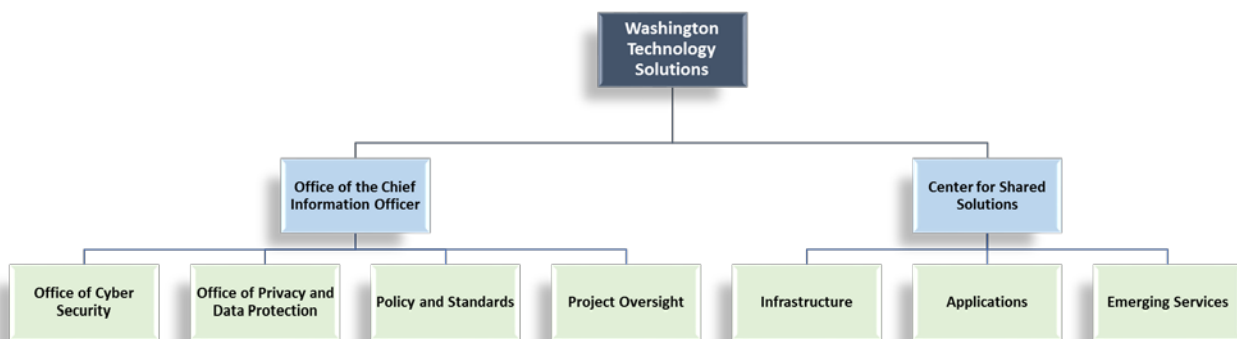 Washington
Technology
Solutions
Office of the Chief
Information Officer
Center for Shared
Solutions
Office of Cyber
Security
Office of Privacy and
Data Protection
Policy and Standards
Project Oversight
Infrastructure
Applications
Emerging Services